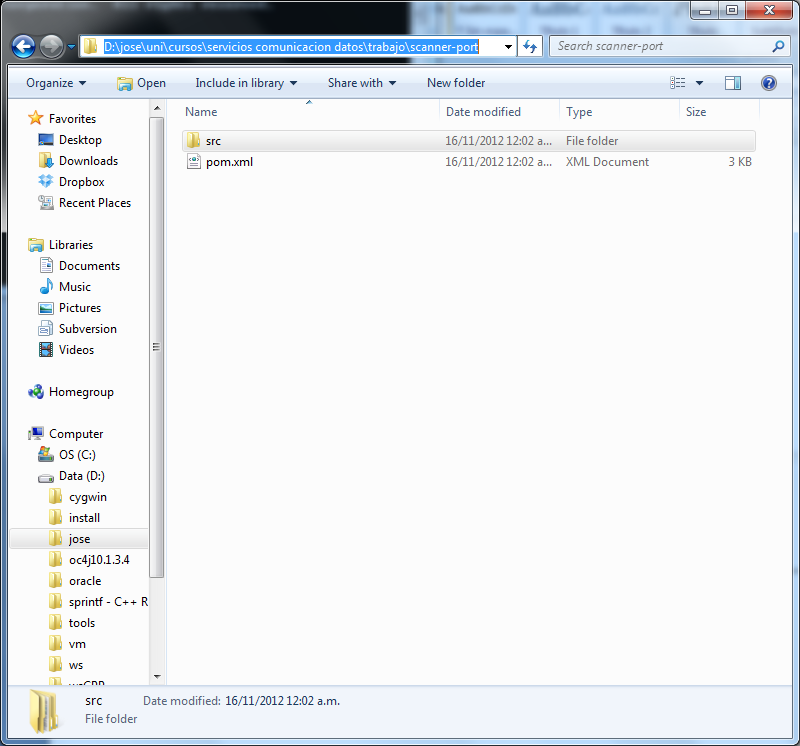 D:\jose\uni\cursos\servicios comunicacion datos\trabajo\scanner-port
Search scanner-port
Organize Open Include in library Share with New folder
Name Date modified Type Size
src 16/11/2012 12:02 a... File folder
pom.xml 16/11/2012 12:02 a... XML Document 3 KB
Favorites
Desktop
Downloads
Dropbox
Recent Places
Libraries
Documents
Music
Pictures
Subversion
Videos
Homegroup
Computer
OS (C:)
Data (D:)
cygwin
install
jose
oc4j10.1.3.4
oracle
sprintf - C++ R
tools
vm
ws
src Date modified: 16/11/2012 12:02 a.m.
File folder